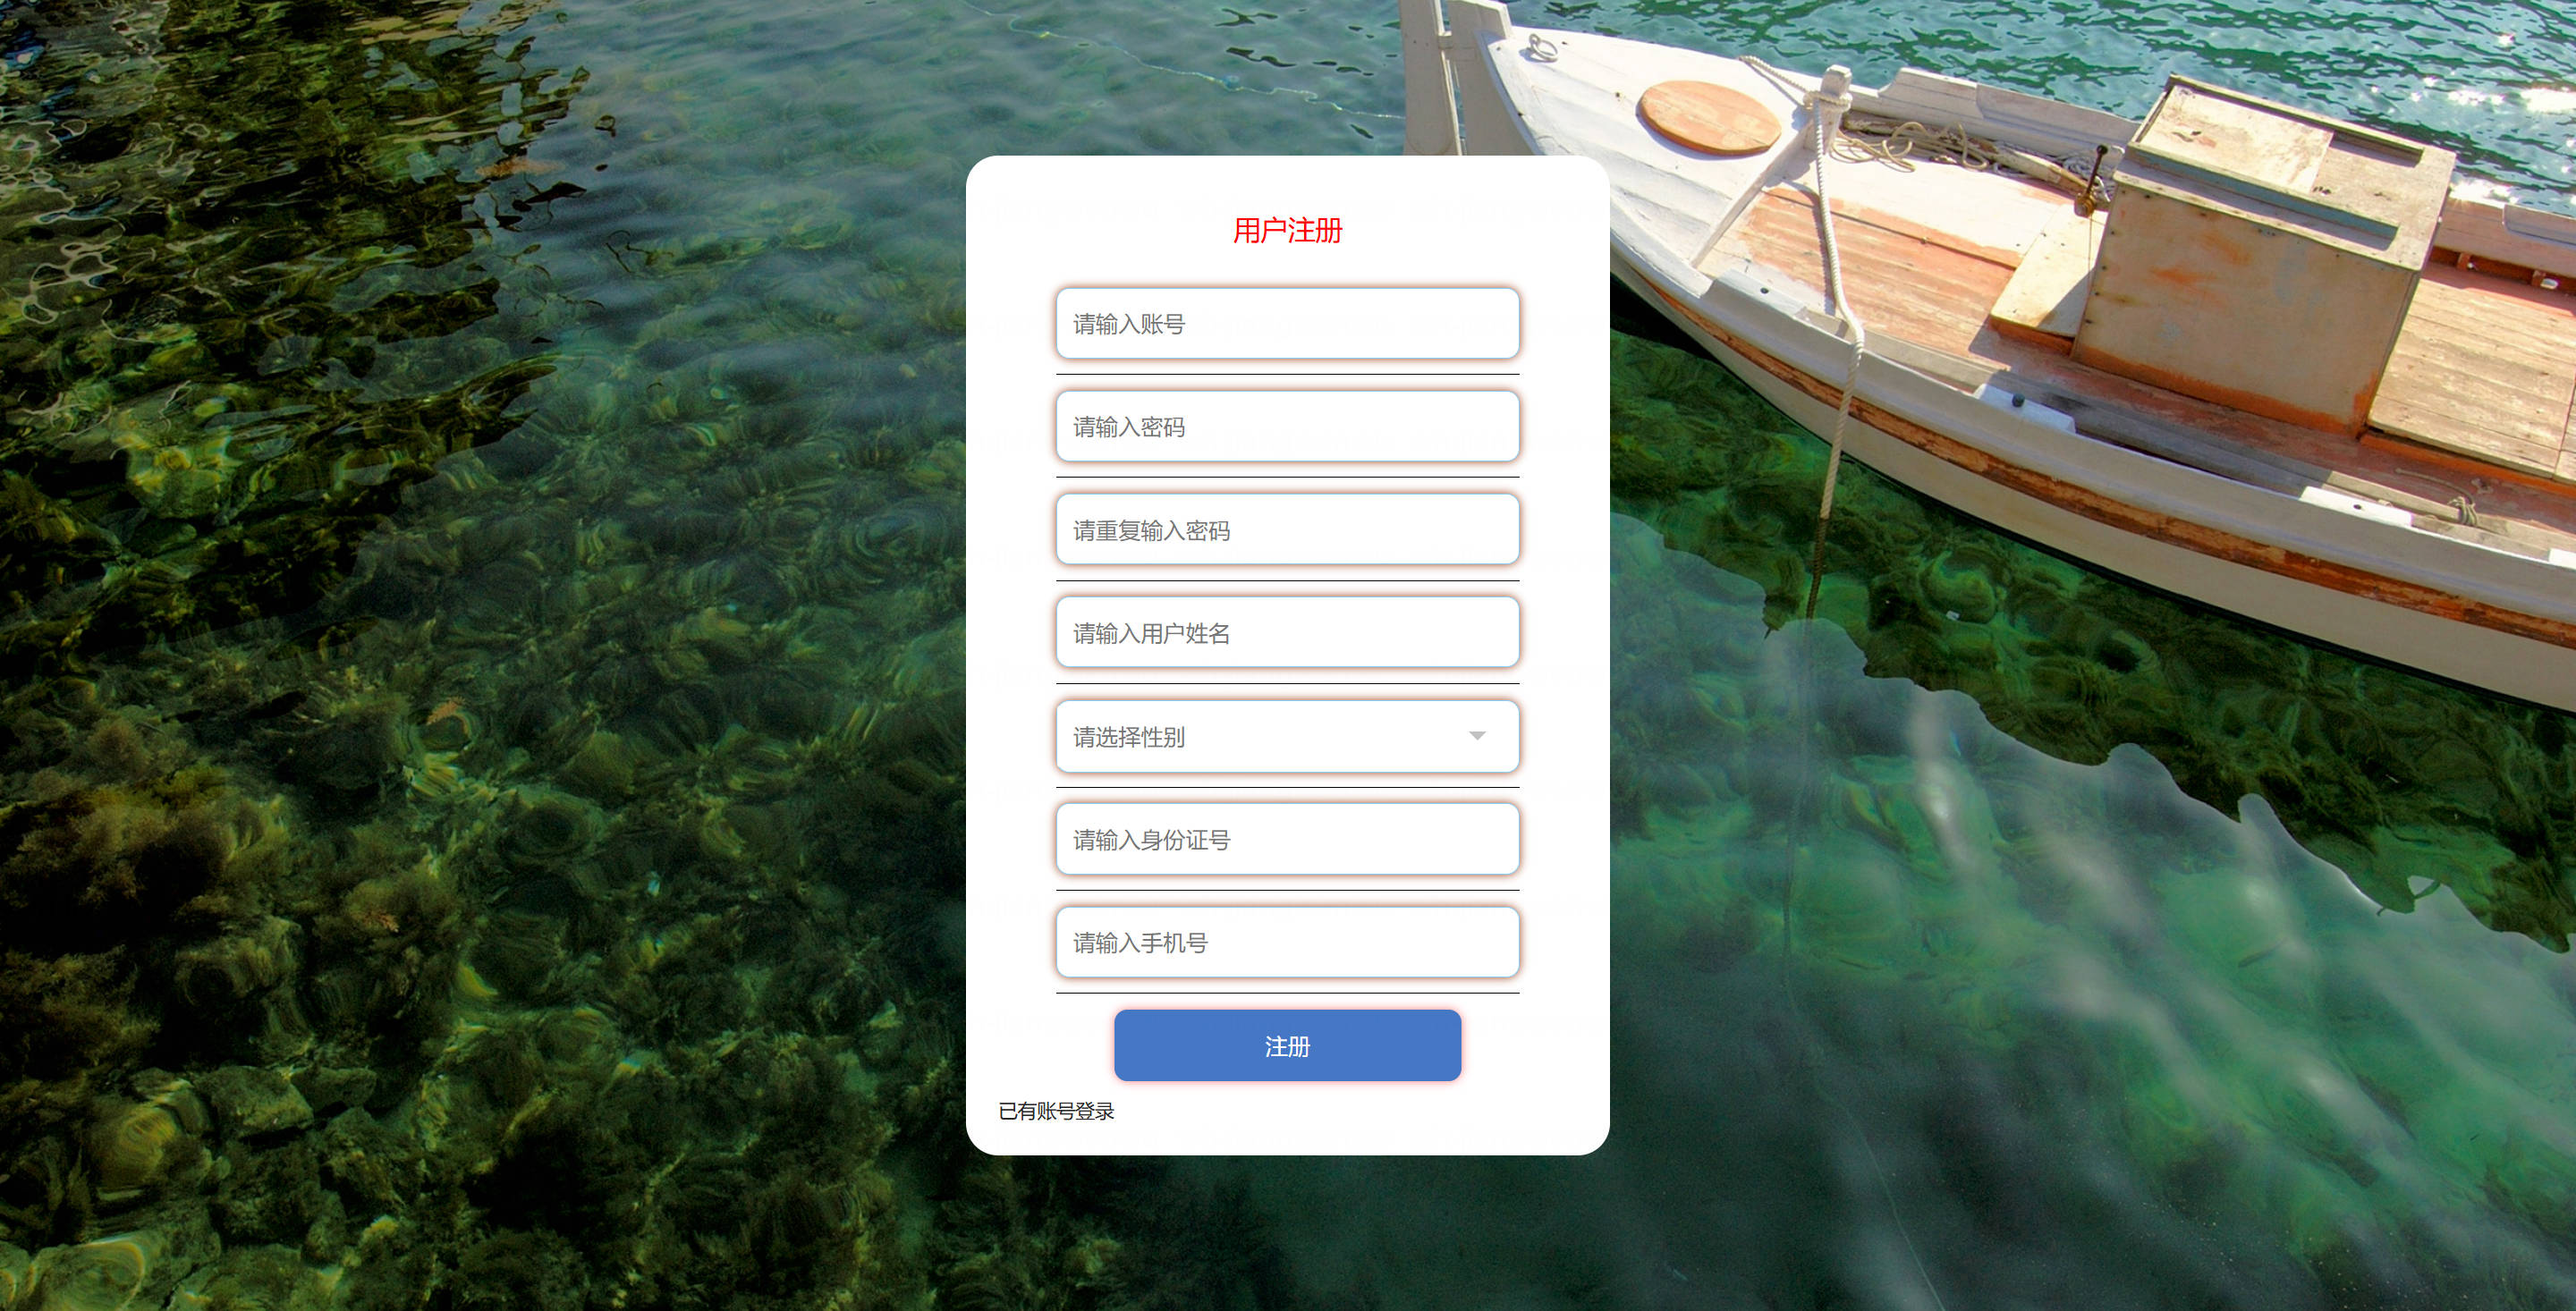 用户注册
请输入账号
请输入密码
请重复输入密码
请输入用户姓名
请选择性别
请输入身份证号
请输入手机号
注册
已有账号登录